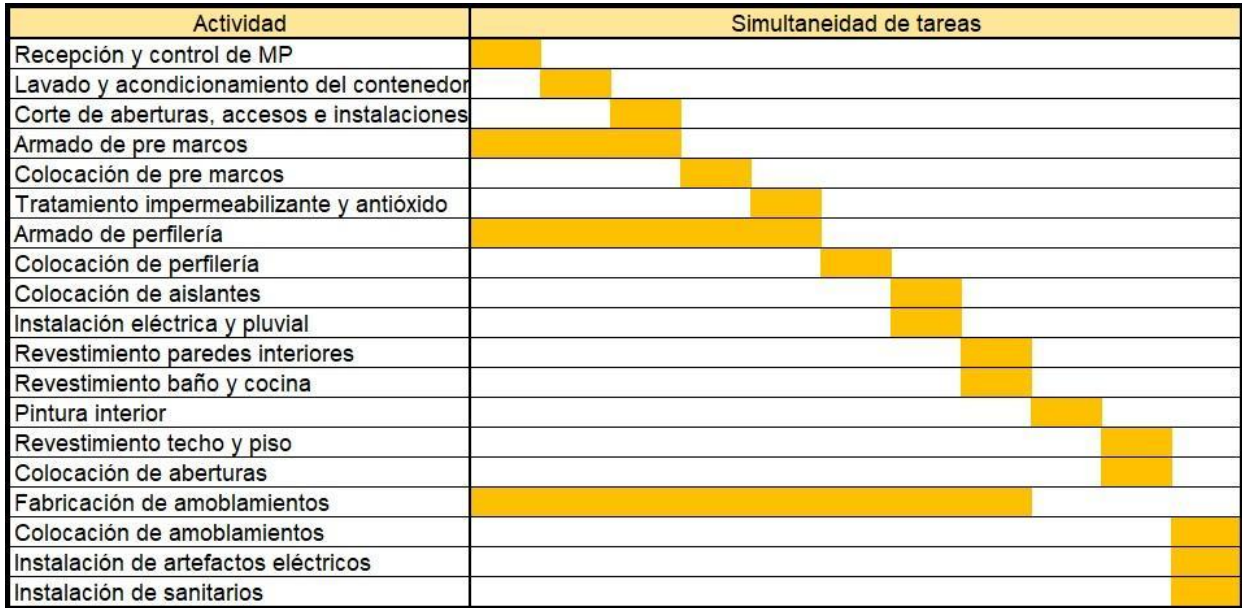 Actividad
Simultaneidad de tareas
Recepción y control de MP
Lavado y acondicionamiento del contenedor
Corte de aberturas, accesos e instalaciones
Armado de pre marcos
Colocación de pre marcos
Tratamiento impermeabilizante y antióxido
Armado de perfilería
Colocación de perfilería
Colocación de aislantes
Instalación eléctrica y pluvial
Revestimiento paredes interiores
Revestimiento baño y cocina
Pintura interior
Revestimiento techo y piso
Colocación de aberturas
Fabricación de amoblamientos
Colocación de amoblamientos
Instalación de artefactos eléctricos
Instalación de sanitarios